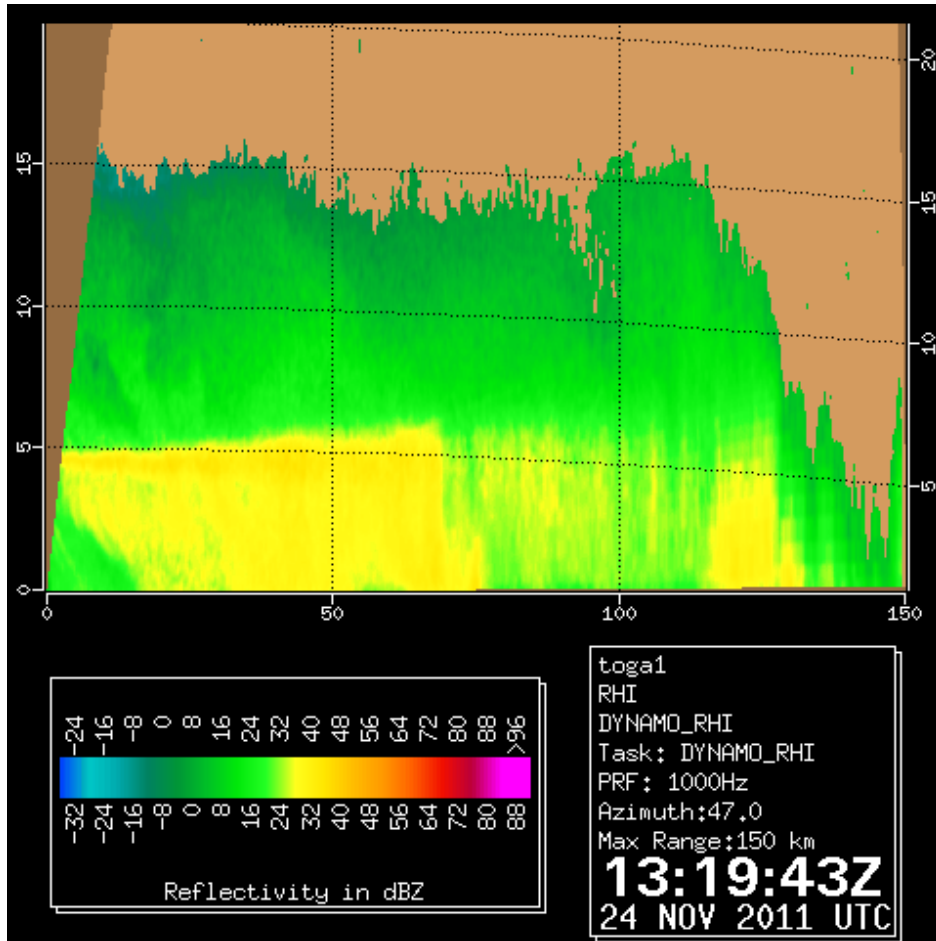 20
15
15
10
10
5
5
0
0 50 100 150
-24 -16 -8 0 8 16 24 32 40 48 56 64 72 80 88 >96
-32 -24 -16 -8 0 8 16 24 32 40 48 56 64 72 80 88
Reflectivity in dBZ
toga1
RHI
DYNAMO_RHI
Task: DYNAMO_RHI
PRF: 1000Hz
Azimuth:47.0
Max Range:150 km
13:19:43Z
24 NOV 2011 UTC